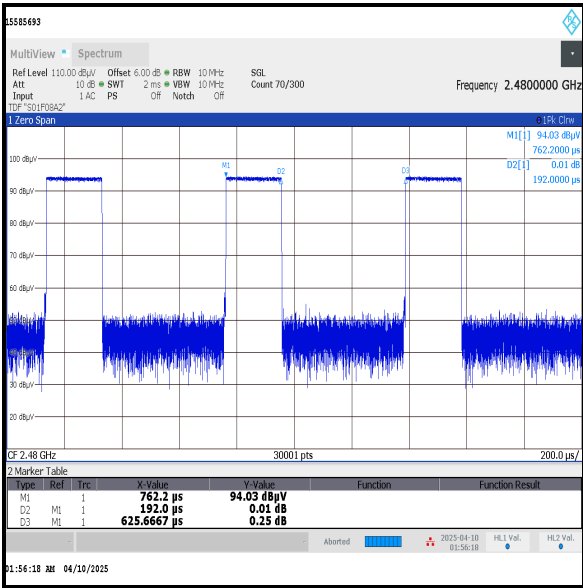 15585693
MultiView Spectrum
Ref Level 110.00 dBµV Offset 6.00 dB RBW 10 MHz SGL
Att 10 dB SWT 2 ms VBW 10 MHz Count 70/300
Frequency 2.4800000 GHz
Input 1 AC PS Off Notch Off
TDF "S01F08A2"
1 Zero Span 1Pk Clrw
M1[1] 94.03 dBµV
762.2000 µs
D2[1] 0.01 dB
192.0000 µs
100 dBµV
M1 D2 D3
90 dBµV
80 dBµV
70 dBµV
60 dBµV
30 dBµV
20 dBµV
CF 2.48 GHz 30001 pts 200.0 µs/
2 Marker Table
Type Ref Trc X-Value Y-Value Function Function Result
M1 1 762.2 µs 94.03 dBµV
D2 M1 1 192.0 µs 0.01 dB
D3 M1 1 625.6667 µs 0.25 dB
Aborted 2025-04-10 01:56:18 HL1 Val. HL2 Val.
01:56:18 AM 04/10/2025